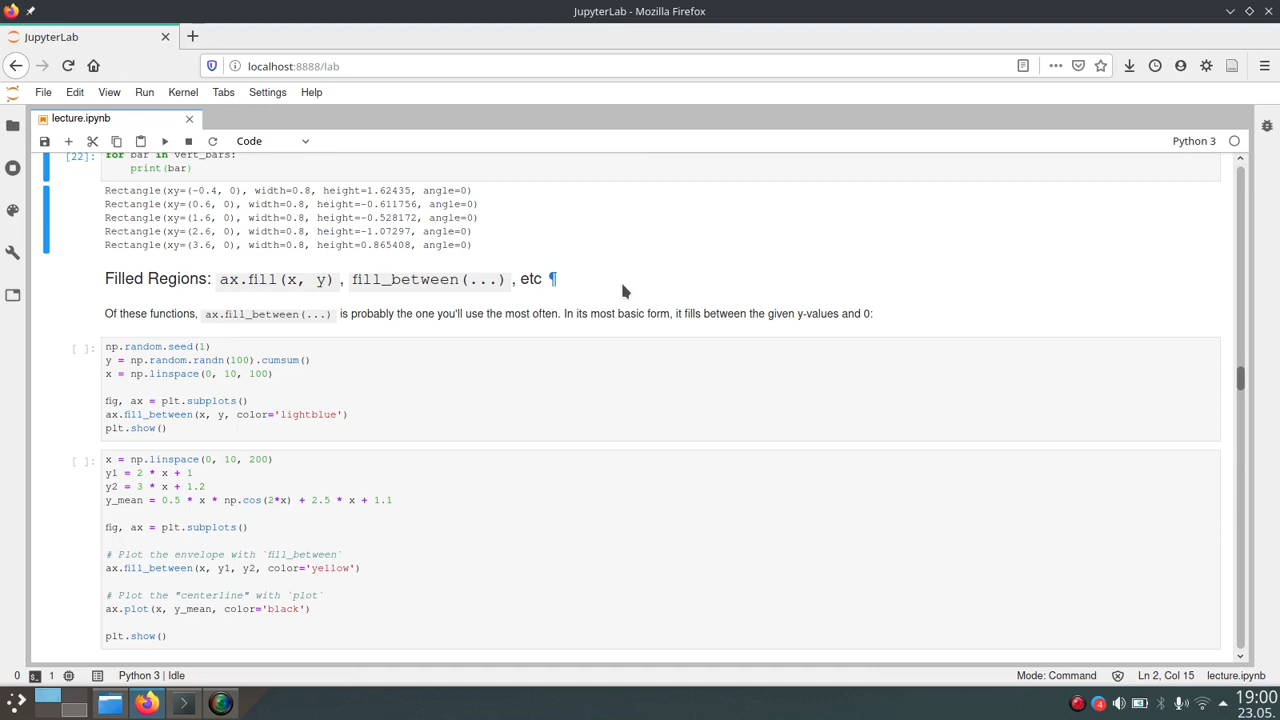 JupyterLab - Mozilla Firefox
JupyterLab
localhost:8888/lab
File Edit View Run Kernel Tabs Settings Help
lecture.ipynb
Code
Python 3
[22]: for bar in vert_bars:
print(bar)
Rectangle(xy=(-0.4, 0), width=0.8, height=1.62435, angle=0)
Rectangle(xy=(0.6, 0), width=0.8, height=-0.611756, angle=0)
Rectangle(xy=(1.6, 0), width=0.8, height=-0.528172, angle=0)
Rectangle(xy=(2.6, 0), width=0.8, height=-1.07297, angle=0)
Rectangle(xy=(3.6, 0), width=0.8, height=0.865408, angle=0)
Filled Regions: ax.fill(x, y), fill_between(...), etc ¶
Of these functions, ax.fill_between(...) is probably the one you'll use the most often. In its most basic form, it fills between the given y-values and 0:
[ ]: np.random.seed(1)
y = np.random.randn(100).cumsum()
x = np.linspace(0, 10, 100)
fig, ax = plt.subplots()
ax.fill_between(x, y, color='lightblue')
plt.show()
[ ]: x = np.linspace(0, 10, 200)
y1 = 2 * x + 1
y2 = 3 * x + 1.2
y_mean = 0.5 * x * np.cos(2*x) + 2.5 * x + 1.1
fig, ax = plt.subplots()
# Plot the envelope with `fill_between`
ax.fill_between(x, y1, y2, color='yellow')
# Plot the "centerline" with `plot`
ax.plot(x, y_mean, color='black')
plt.show()
0 1 Python 3 | Idle Mode: Command Ln 2, Col 15 lecture.ipynb
4 19:00
23.05.